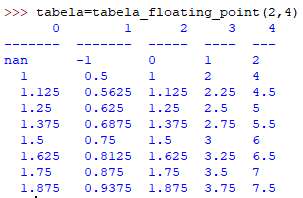 >>> tabela=tabela_floating_point(2,4)
0 1 2 3 4
------- ------- ----- ---- ---
nan -1 0 1 2
1 0.5 1 2 4
1.125 0.5625 1.125 2.25 4.5
1.25 0.625 1.25 2.5 5
1.375 0.6875 1.375 2.75 5.5
1.5 0.75 1.5 3 6
1.625 0.8125 1.625 3.25 6.5
1.75 0.875 1.75 3.5 7
1.875 0.9375 1.875 3.75 7.5